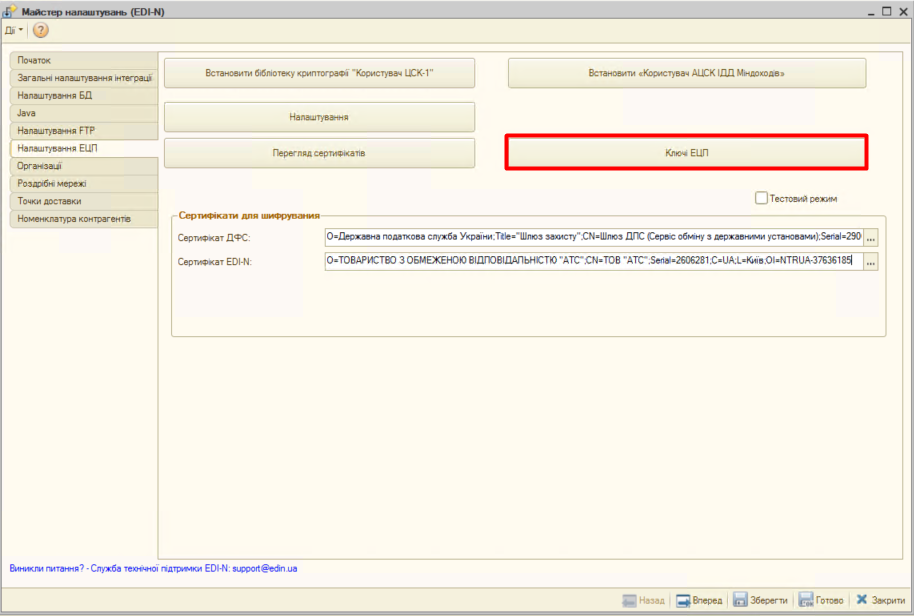 Майстер налаштувань (EDI-N)
Дії
?
Початок
Загальні налаштування інтеграції
Налаштування БД
Java
Налаштування FTP
Налаштування ЕЦП
Організації
Роздрібні мережі
Точки доставки
Номенклатура контрагентів
Встановити бібліотеку криптографії "Користувач ЦСК-1"
Встановити «Користувач АЦСК ІДД Міндоходів»
Налаштування
Перегляд сертифікатів
Ключі ЕЦП
Тестовий режим
Сертифікати для шифрування
Сертифікат ДФС:
O=Державна податкова служба України;Title="Шлюз захисту";CN=Шлюз ДПС (Сервіс обміну з державними установами);Serial=290
...
Сертифікат EDI-N:
O=ТОВАРИСТВО З ОБМЕЖЕНОЮ ВІДПОВІДАЛЬНІСТЮ "АТС";CN=ТОВ "АТС";Serial=2606281;C=UA;L=Київ;OI=NTRUA-37636185
...
Виникли питання? - Служба технічної підтримки EDI-N: support@edin.ua
Назад
Вперед
Зберегти
Готово
Закрити